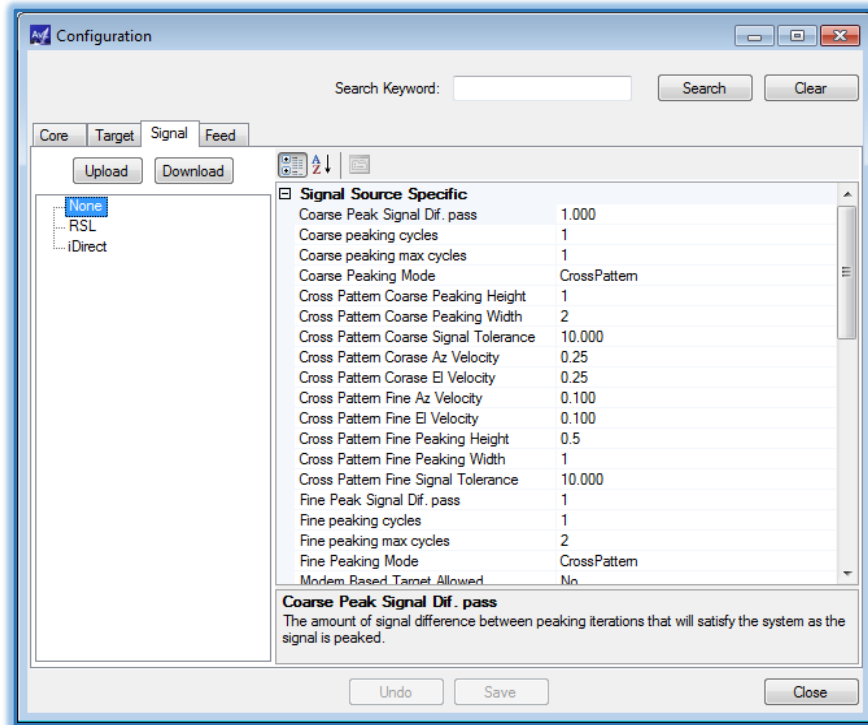 Configuration
Search Keyword: Search Clear
Core Target Signal Feed
Upload Download
None
RSL
iDirect
Signal Source Specific
Coarse Peak Signal Dif. pass 1.000
Coarse peaking cycles 1
Coarse peaking max cycles 1
Coarse Peaking Mode CrossPattern
Cross Pattern Coarse Peaking Height 1
Cross Pattern Coarse Peaking Width 2
Cross Pattern Coarse Signal Tolerance 10.000
Cross Pattern Corase Az Velocity 0.25
Cross Pattern Corase El Velocity 0.25
Cross Pattern Fine Az Velocity 0.100
Cross Pattern Fine El Velocity 0.100
Cross Pattern Fine Peaking Height 0.5
Cross Pattern Fine Peaking Width 1
Cross Pattern Fine Signal Tolerance 10.000
Fine Peak Signal Dif. pass 1
Fine peaking cycles 1
Fine peaking max cycles 2
Fine Peaking Mode CrossPattern
Modem Based Target Allowed No
Coarse Peak Signal Dif. pass
The amount of signal difference between peaking iterations that will satisfy the system as the
signal is peaked.
Undo Save Close